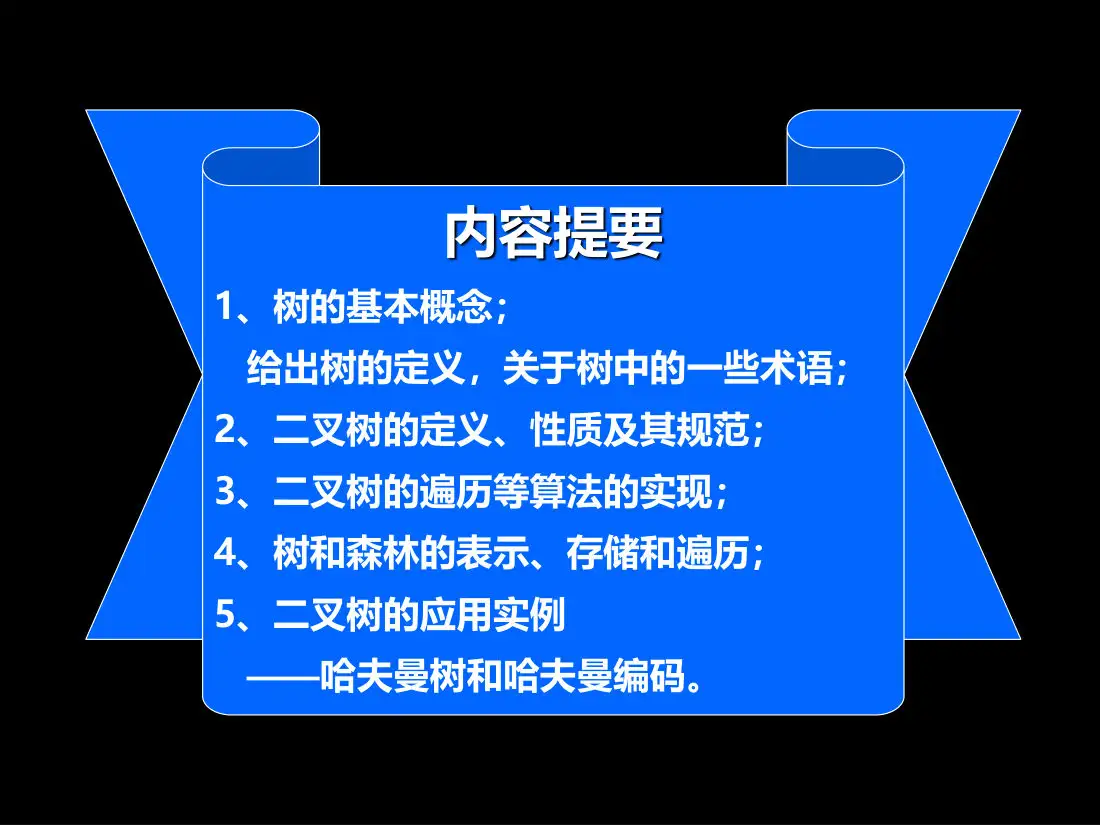 内容提要
1、树的基本概念；
给出树的定义，关于树中的一些术语；
2、二叉树的定义、性质及其规范；
3、二叉树的遍历等算法的实现；
4、树和森林的表示、存储和遍历；
5、二叉树的应用实例
——哈夫曼树和哈夫曼编码。